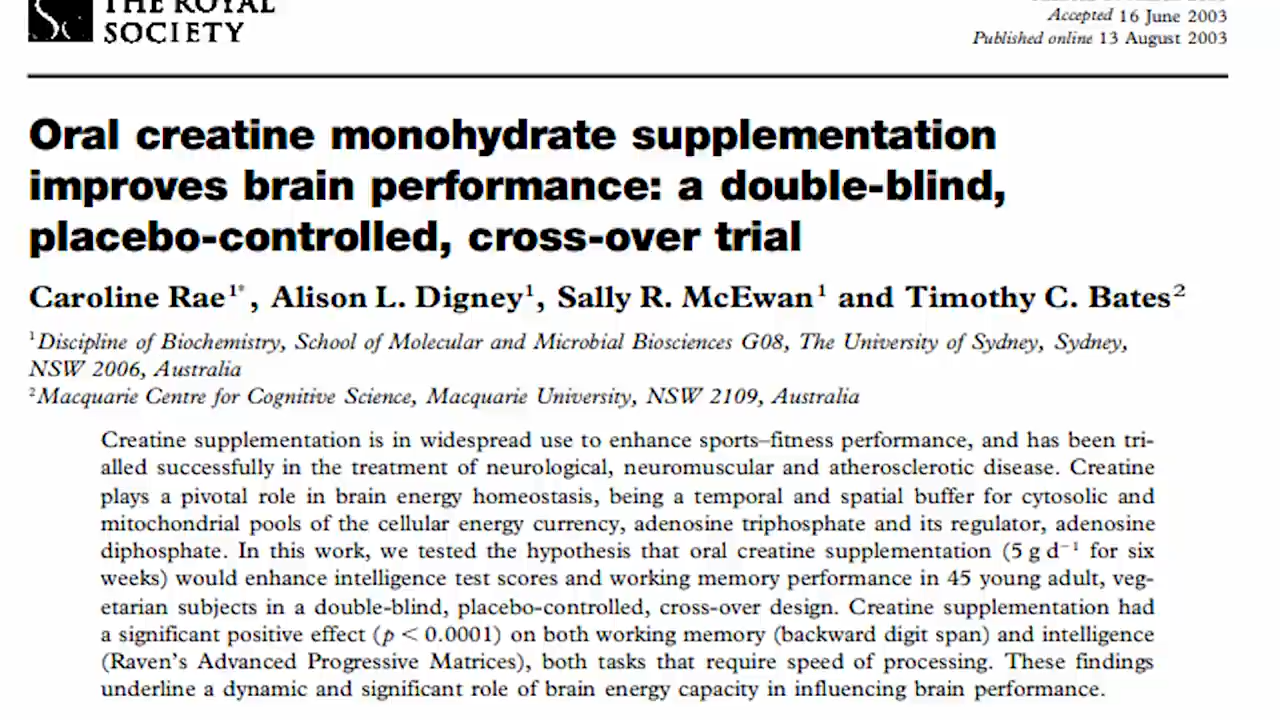 THE ROYAL
SOCIETY
Accepted 16 June 2003
Published online 13 August 2003
Oral creatine monohydrate supplementation
improves brain performance: a double-blind,
placebo-controlled, cross-over trial
Caroline Rae1*, Alison L. Digney1, Sally R. McEwan1 and Timothy C. Bates2
1Discipline of Biochemistry, School of Molecular and Microbial Biosciences G08, The University of Sydney, Sydney,
NSW 2006, Australia
2Macquarie Centre for Cognitive Science, Macquarie University, NSW 2109, Australia
Creatine supplementation is in widespread use to enhance sports–fitness performance, and has been tri-
alled successfully in the treatment of neurological, neuromuscular and atherosclerotic disease. Creatine
plays a pivotal role in brain energy homeostasis, being a temporal and spatial buffer for cytosolic and
mitochondrial pools of the cellular energy currency, adenosine triphosphate and its regulator, adenosine
diphosphate. In this work, we tested the hypothesis that oral creatine supplementation (5 g d−1 for six
weeks) would enhance intelligence test scores and working memory performance in 45 young adult, veg-
etarian subjects in a double-blind, placebo-controlled, cross-over design. Creatine supplementation had
a significant positive effect (p < 0.0001) on both working memory (backward digit span) and intelligence
(Raven's Advanced Progressive Matrices), both tasks that require speed of processing. These findings
underline a dynamic and significant role of brain energy capacity in influencing brain performance.